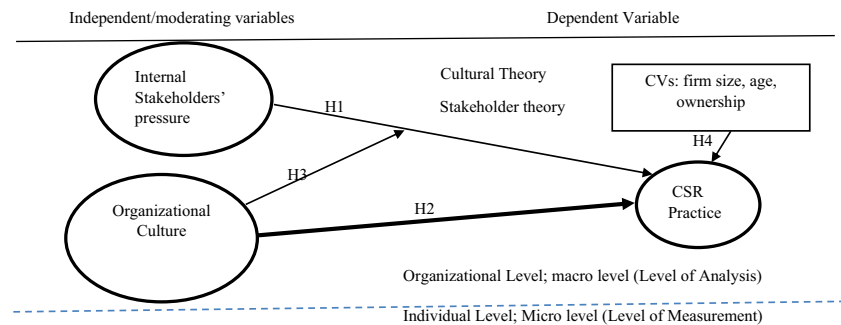 Independent/moderating variables
Dependent Variable
Internal
Stakeholders’
pressure
Cultural Theory
Stakeholder theory
CVs: firm size, age,
ownership
H1
H4
H3
Organizational
Culture
H2
CSR
Practice
Organizational Level; macro level (Level of Analysis)
Individual Level; Micro level (Level of Measurement)